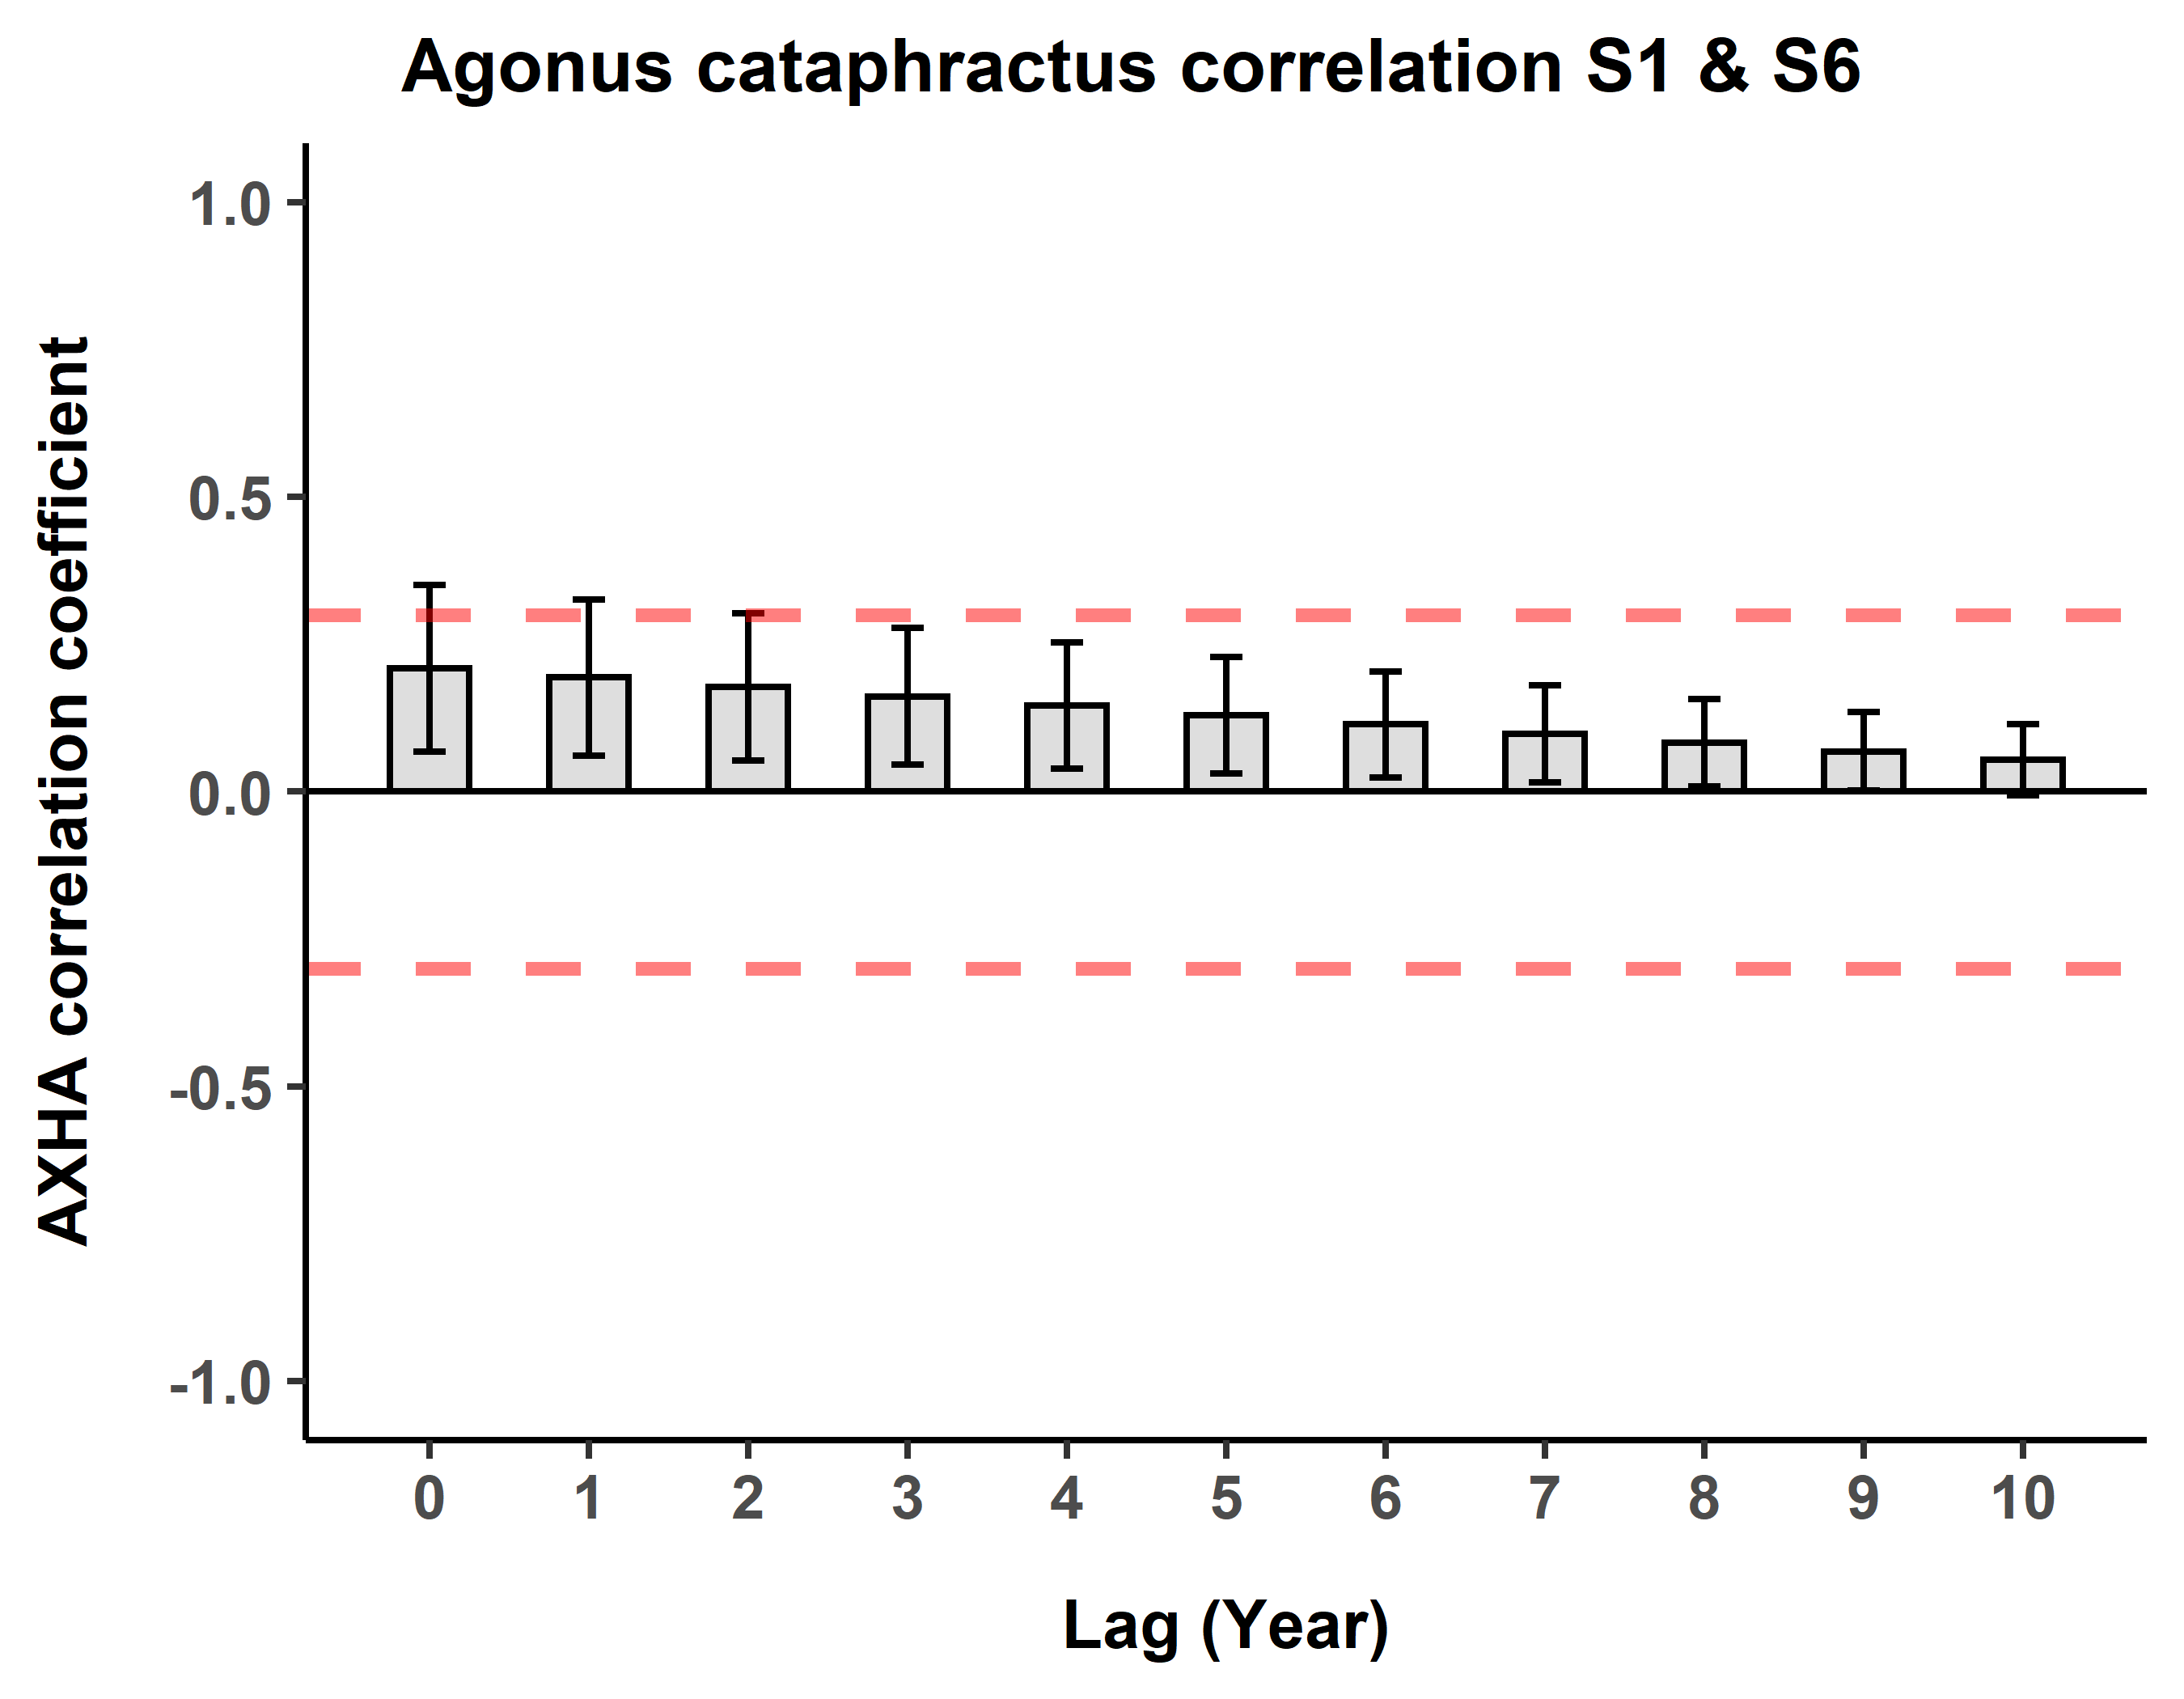 Agonus cataphractus correlation S1 & S6
AXHA correlation coefficient
1.0
0.5
0.0
-0.5
-1.0
0 1 2 3 4 5 6 7 8 9 10
Lag (Year)